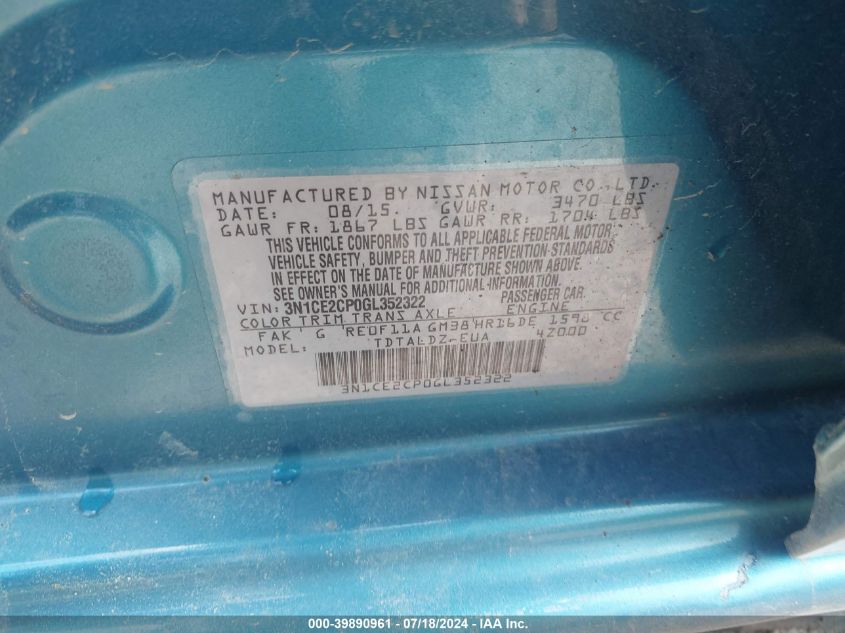 MANUFACTURED BY NISSAN MOTOR CO., LTD.
DATE: 08/15. GVWR: 3470 LBS
GAWR FR: 1867 LBS GAWR RR: 1704 LBS
THIS VEHICLE CONFORMS TO ALL APPLICABLE FEDERAL MOTOR
VEHICLE SAFETY, BUMPER AND THEFT PREVENTION STANDARDS
IN EFFECT ON THE DATE OF MANUFACTURE SHOWN ABOVE.
SEE OWNER'S MANUAL FOR ADDITIONAL INFORMATION.
VIN: 3N1CE2CP0GL352322 PASSENGER CAR
COLOR TRIM TRANS AXLE ENGINE
FAK G RE0F11A GM38 HR16DE 1598 CC
MODEL: TDTALDZ-EUA 42000
3N1CE2CP0GL352322
000-39890961 / 07/18/2024 - IAA Inc.